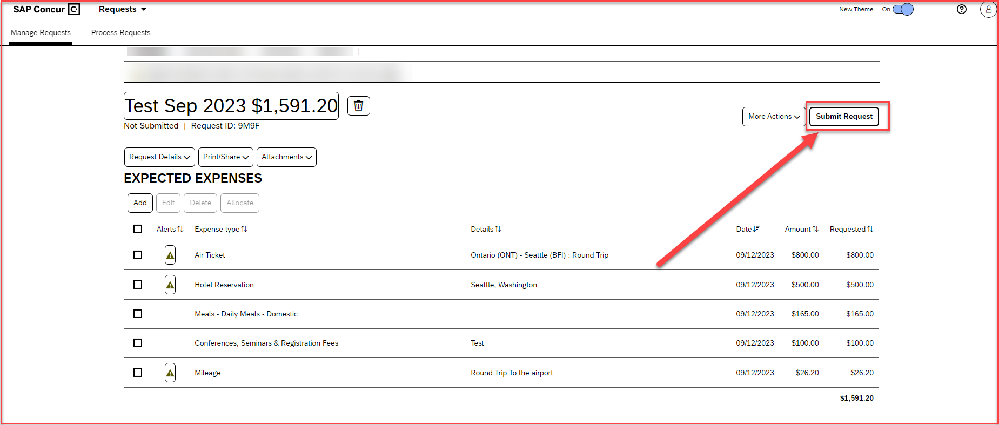 SAP Concur C Requests New Theme On
Manage Requests Process Requests
Test Sep 2023 $1,591.20
More Actions Submit Request
Not Submitted | Request ID: 9M9F
Request Details Print/Share Attachments
EXPECTED EXPENSES
Add Edit Delete Allocate
Alerts Expense type Details Date Amount Requested
Air Ticket Ontario (ONT) - Seattle (BFI) : Round Trip 09/12/2023 $800.00 $800.00
Hotel Reservation Seattle, Washington 09/12/2023 $500.00 $500.00
Meals - Daily Meals - Domestic 09/12/2023 $165.00 $165.00
Conferences, Seminars & Registration Fees Test 09/12/2023 $100.00 $100.00
Mileage Round Trip To the airport 09/12/2023 $26.20 $26.20
$1,591.20